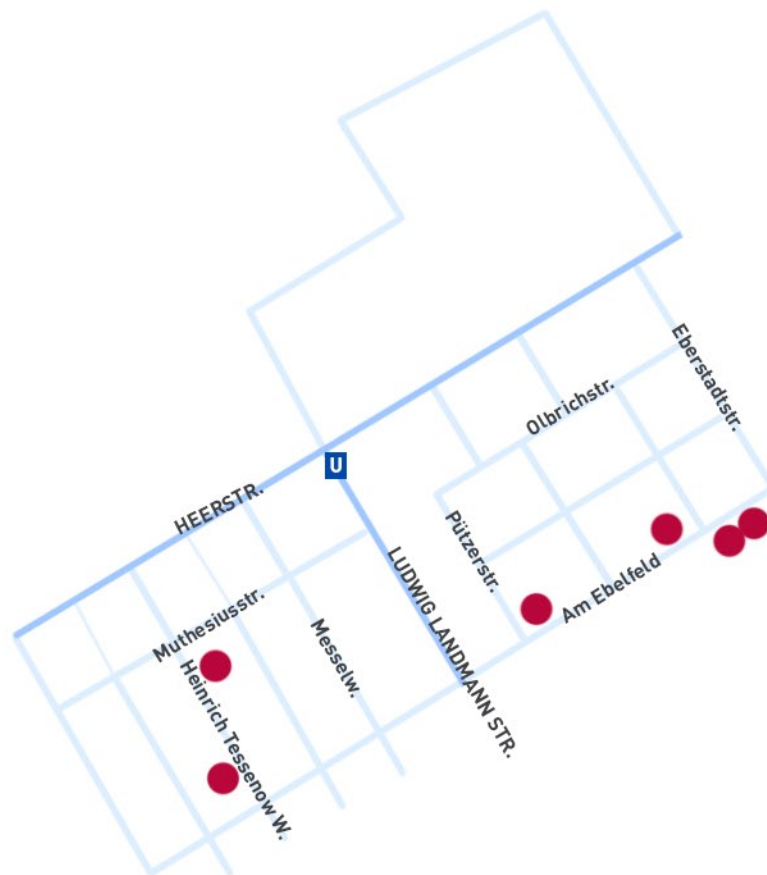 Eberstadtstr.
Olbrichstr.
U
HEERSTR.
Pützerstr.
LUDWIG LANDMANN STR.
Am Ebelfeld
Muthesiusstr.
Messelw.
Heinrich Tessenow W.